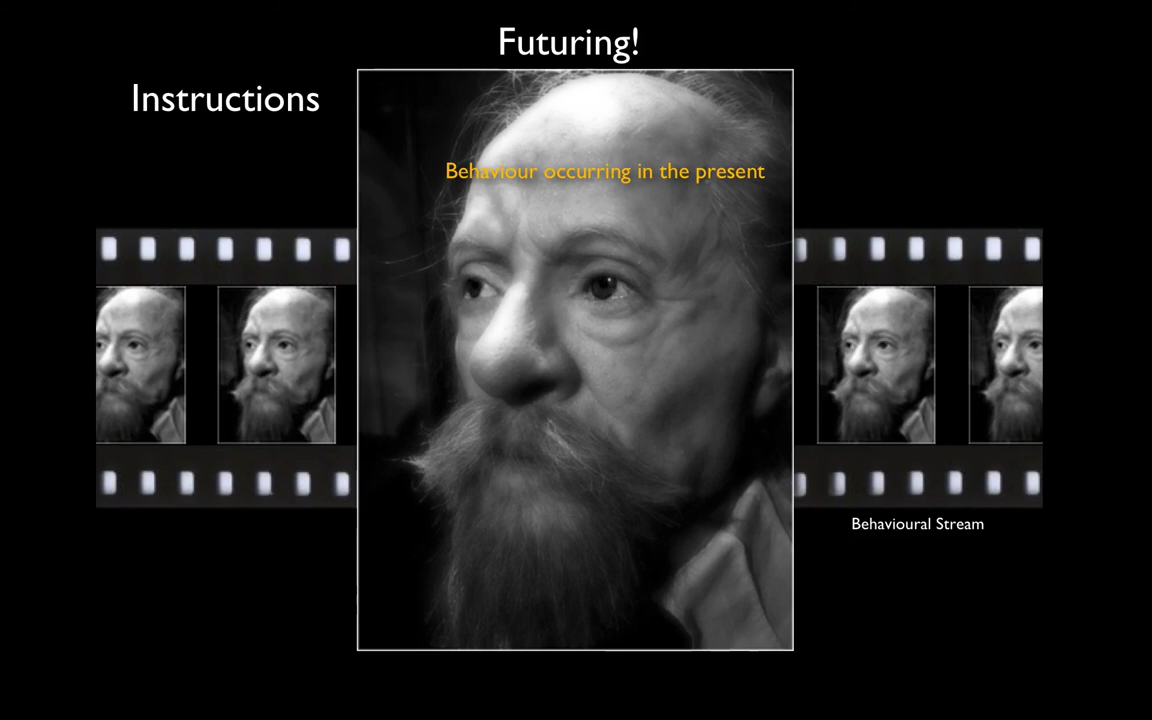 Futuring!
Instructions
Behaviour occurring in the present
Behavioural Stream